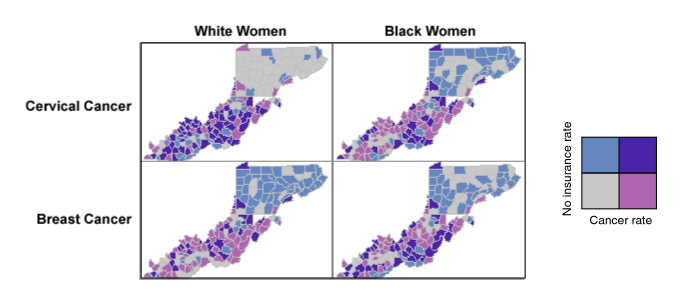 White Women
Black Women
Cervical Cancer
Breast Cancer
No insurance rate
Cancer rate